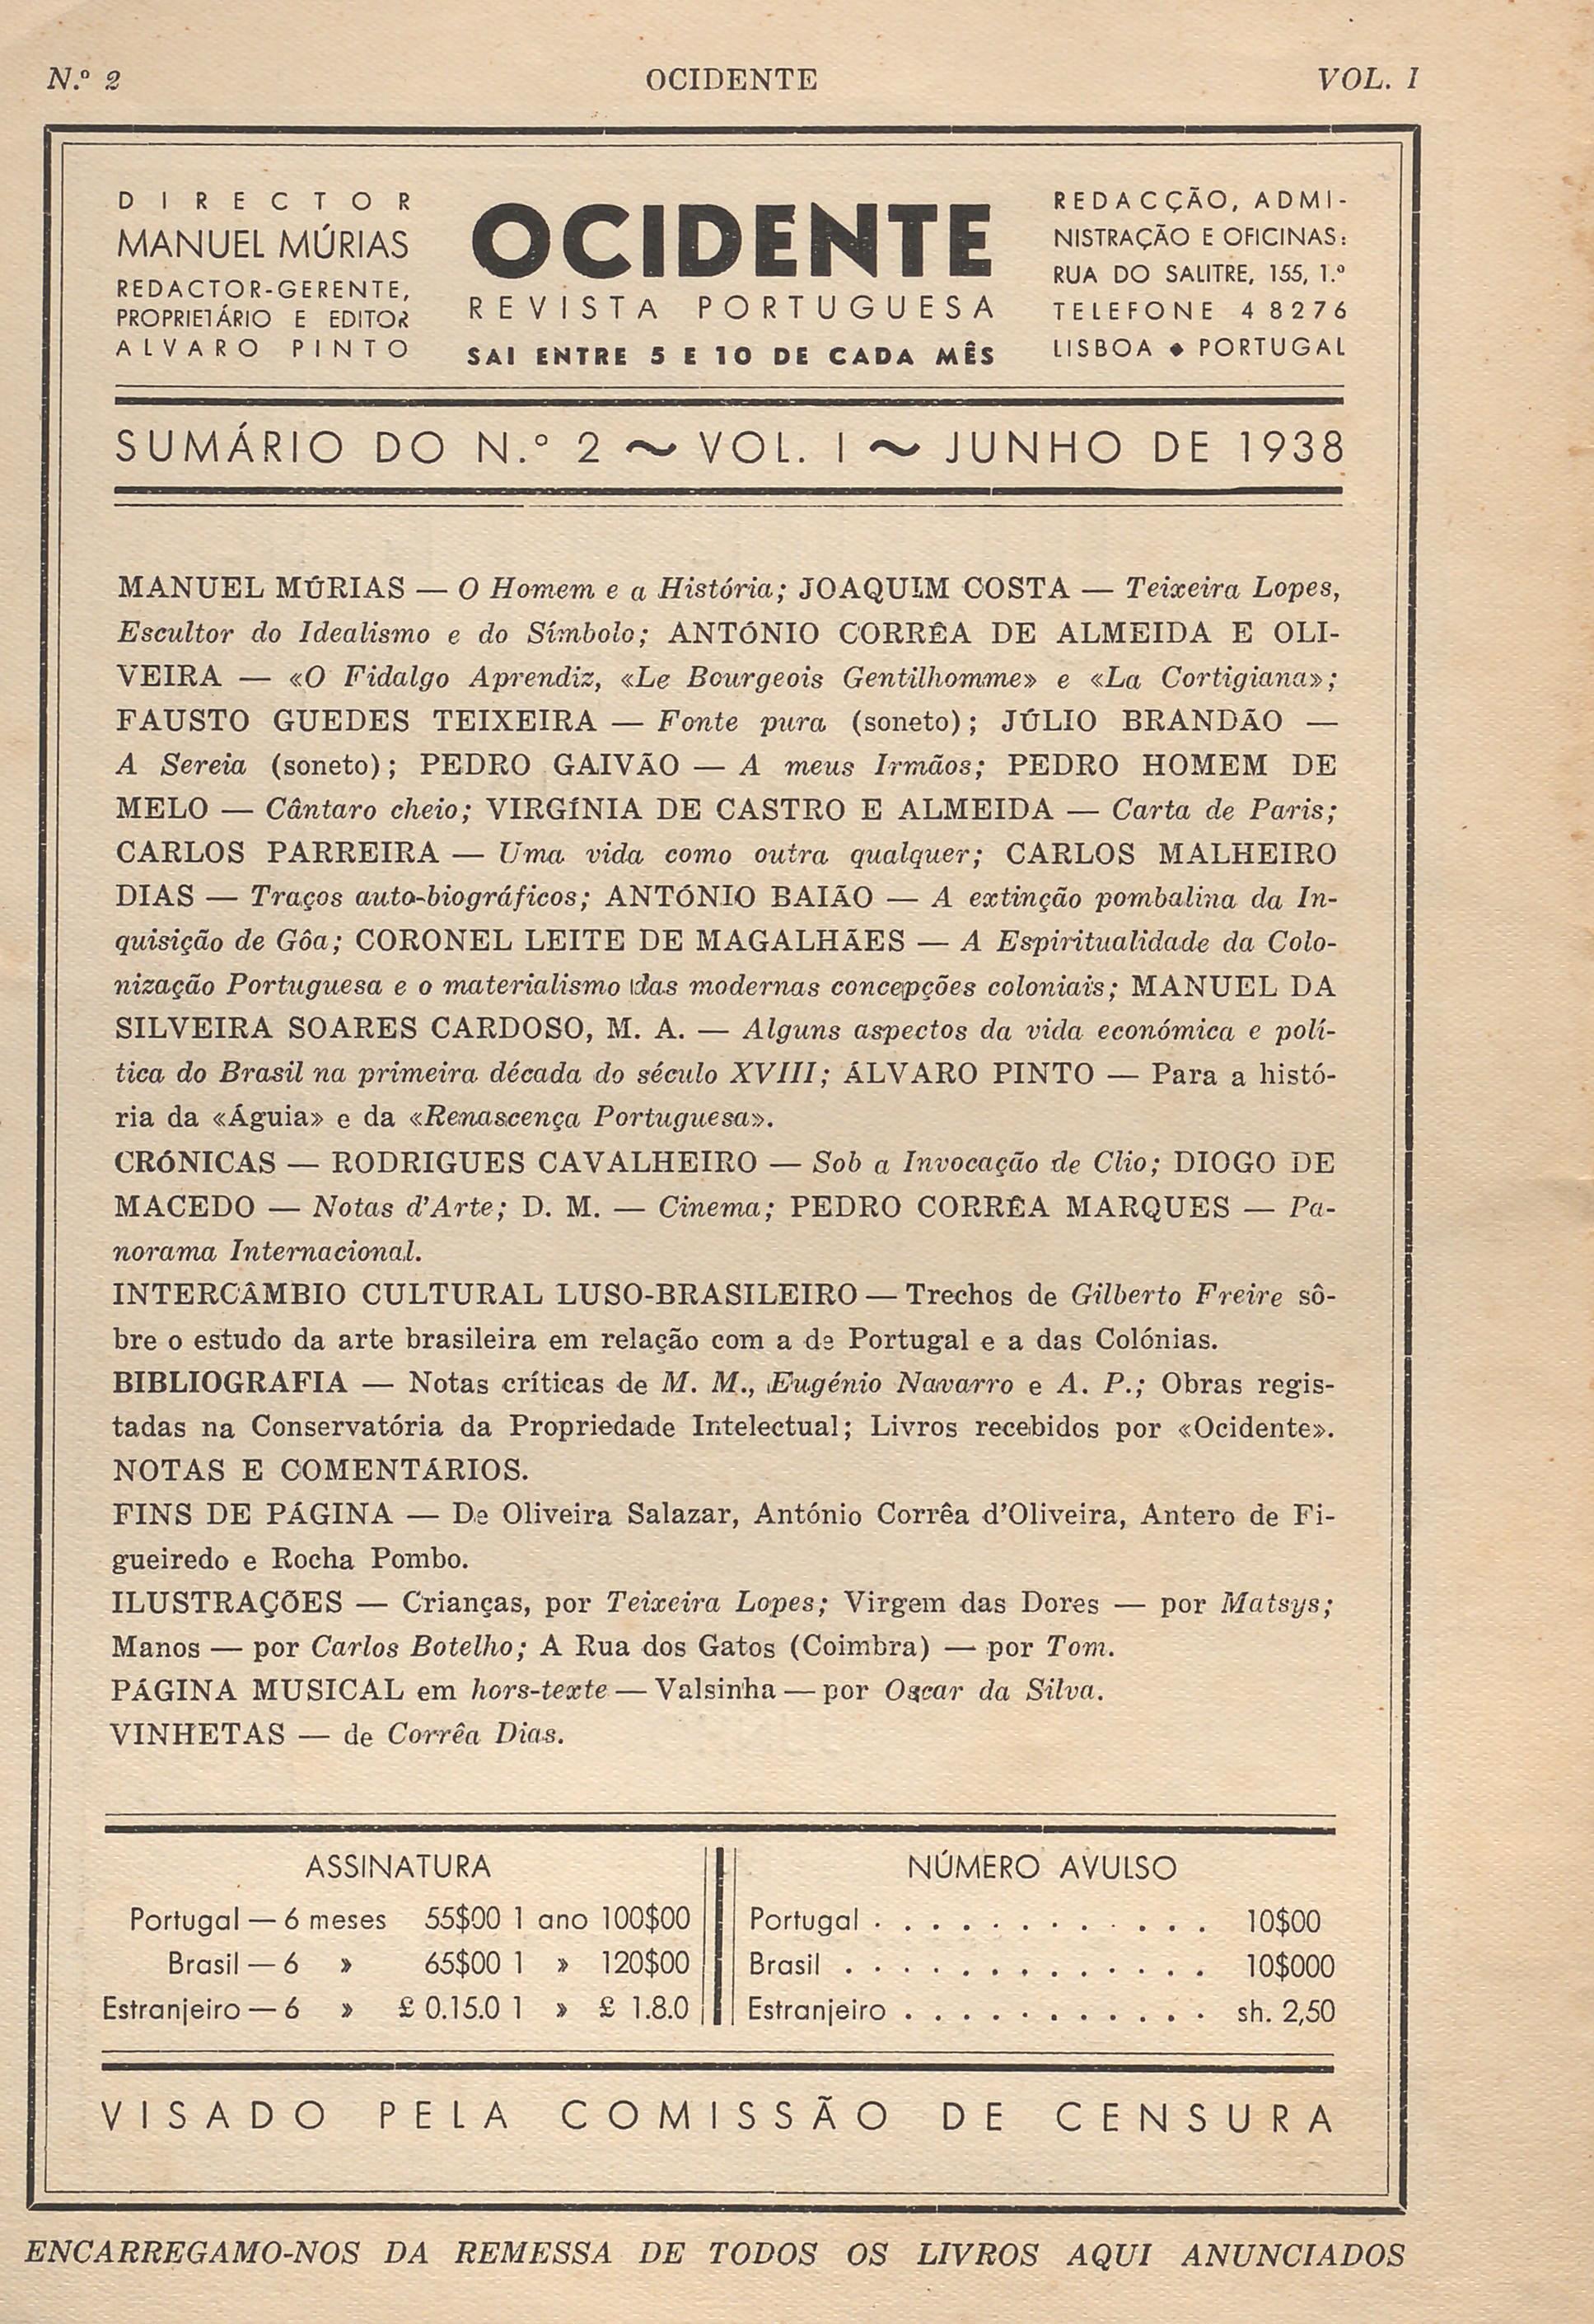 N.º 2 OCIDENTE VOL. I
DIRECTOR
MANUEL MÚRIAS
REDACTOR-GERENTE,
PROPRIETÁRIO E EDITOR
ALVARO PINTO
OCIDENTE
REVISTA PORTUGUESA
SAI ENTRE 5 E 10 DE CADA MÊS
REDACÇÃO, ADMI-
NISTRAÇÃO E OFICINAS:
RUA DO SALITRE, 155, 1.º
TELEFONE 48276
LISBOA ◆ PORTUGAL
SUMÁRIO DO N.º 2 ~ VOL. I ~ JUNHO DE 1938
MANUEL MÚRIAS — O Homem e a História; JOAQUIM COSTA — Teixeira Lopes,
Escultor do Idealismo e do Símbolo; ANTÓNIO CORRÊA DE ALMEIDA E OLI-
VEIRA — «O Fidalgo Aprendiz, «Le Bourgeois Gentilhomme» e «La Cortigiana»;
FAUSTO GUEDES TEIXEIRA — Fonte pura (soneto); JÚLIO BRANDÃO —
A Sereia (soneto); PEDRO GAIVÃO — A meus Irmãos; PEDRO HOMEM DE
MELO — Cântaro cheio; VIRGÍNIA DE CASTRO E ALMEIDA — Carta de Paris;
CARLOS PARREIRA — Uma vida como outra qualquer; CARLOS MALHEIRO
DIAS — Traços auto-biográficos; ANTÓNIO BAIÃO — A extinção pombalina da In-
quisição de Gôa; CORONEL LEITE DE MAGALHÃES — A Espiritualidade da Colo-
nização Portuguesa e o materialismo das modernas concepções coloniais; MANUEL DA
SILVEIRA SOARES CARDOSO, M. A. — Alguns aspectos da vida económica e polí-
tica do Brasil na primeira década do século XVIII; ÁLVARO PINTO — Para a histó-
ria da «Águia» e da «Renascença Portuguesa».
CRÓNICAS — RODRIGUES CAVALHEIRO — Sob a Invocação de Clio; DIOGO DE
MACEDO — Notas d'Arte; D. M. — Cinema; PEDRO CORRÊA MARQUES — Pa-
norama Internacional.
INTERCÂMBIO CULTURAL LUSO-BRASILEIRO — Trechos de Gilberto Freire sô-
bre o estudo da arte brasileira em relação com a de Portugal e a das Colónias.
BIBLIOGRAFIA — Notas críticas de M. M., Eugénio Navarro e A. P.; Obras regis-
tadas na Conservatória da Propriedade Intelectual; Livros recebidos por «Ocidente».
NOTAS E COMENTÁRIOS.
FINS DE PÁGINA — De Oliveira Salazar, António Corrêa d'Oliveira, Antero de Fi-
gueiredo e Rocha Pombo.
ILUSTRAÇÕES — Crianças, por Teixeira Lopes; Virgem das Dores — por Matsys;
Manos — por Carlos Botelho; A Rua dos Gatos (Coimbra) — por Tom.
PÁGINA MUSICAL em hors-texte — Valsinha — por Oscar da Silva.
VINHETAS — de Corrêa Dias.
ASSINATURA
Portugal — 6 meses 55$00 1 ano 100$00
Brasil — 6 » 65$00 1 » 120$00
Estranjeiro — 6 » £ 0.15.0 1 » £ 1.8.0
NÚMERO AVULSO
Portugal . . . . . . . . . . . . 10$00
Brasil . . . . . . . . . . . . . 10$000
Estranjeiro . . . . . . . . . . . sh. 2,50
VISADO PELA COMISSÃO DE CENSURA
ENCARREGAMO-NOS DA REMESSA DE TODOS OS LIVROS AQUI ANUNCIADOS